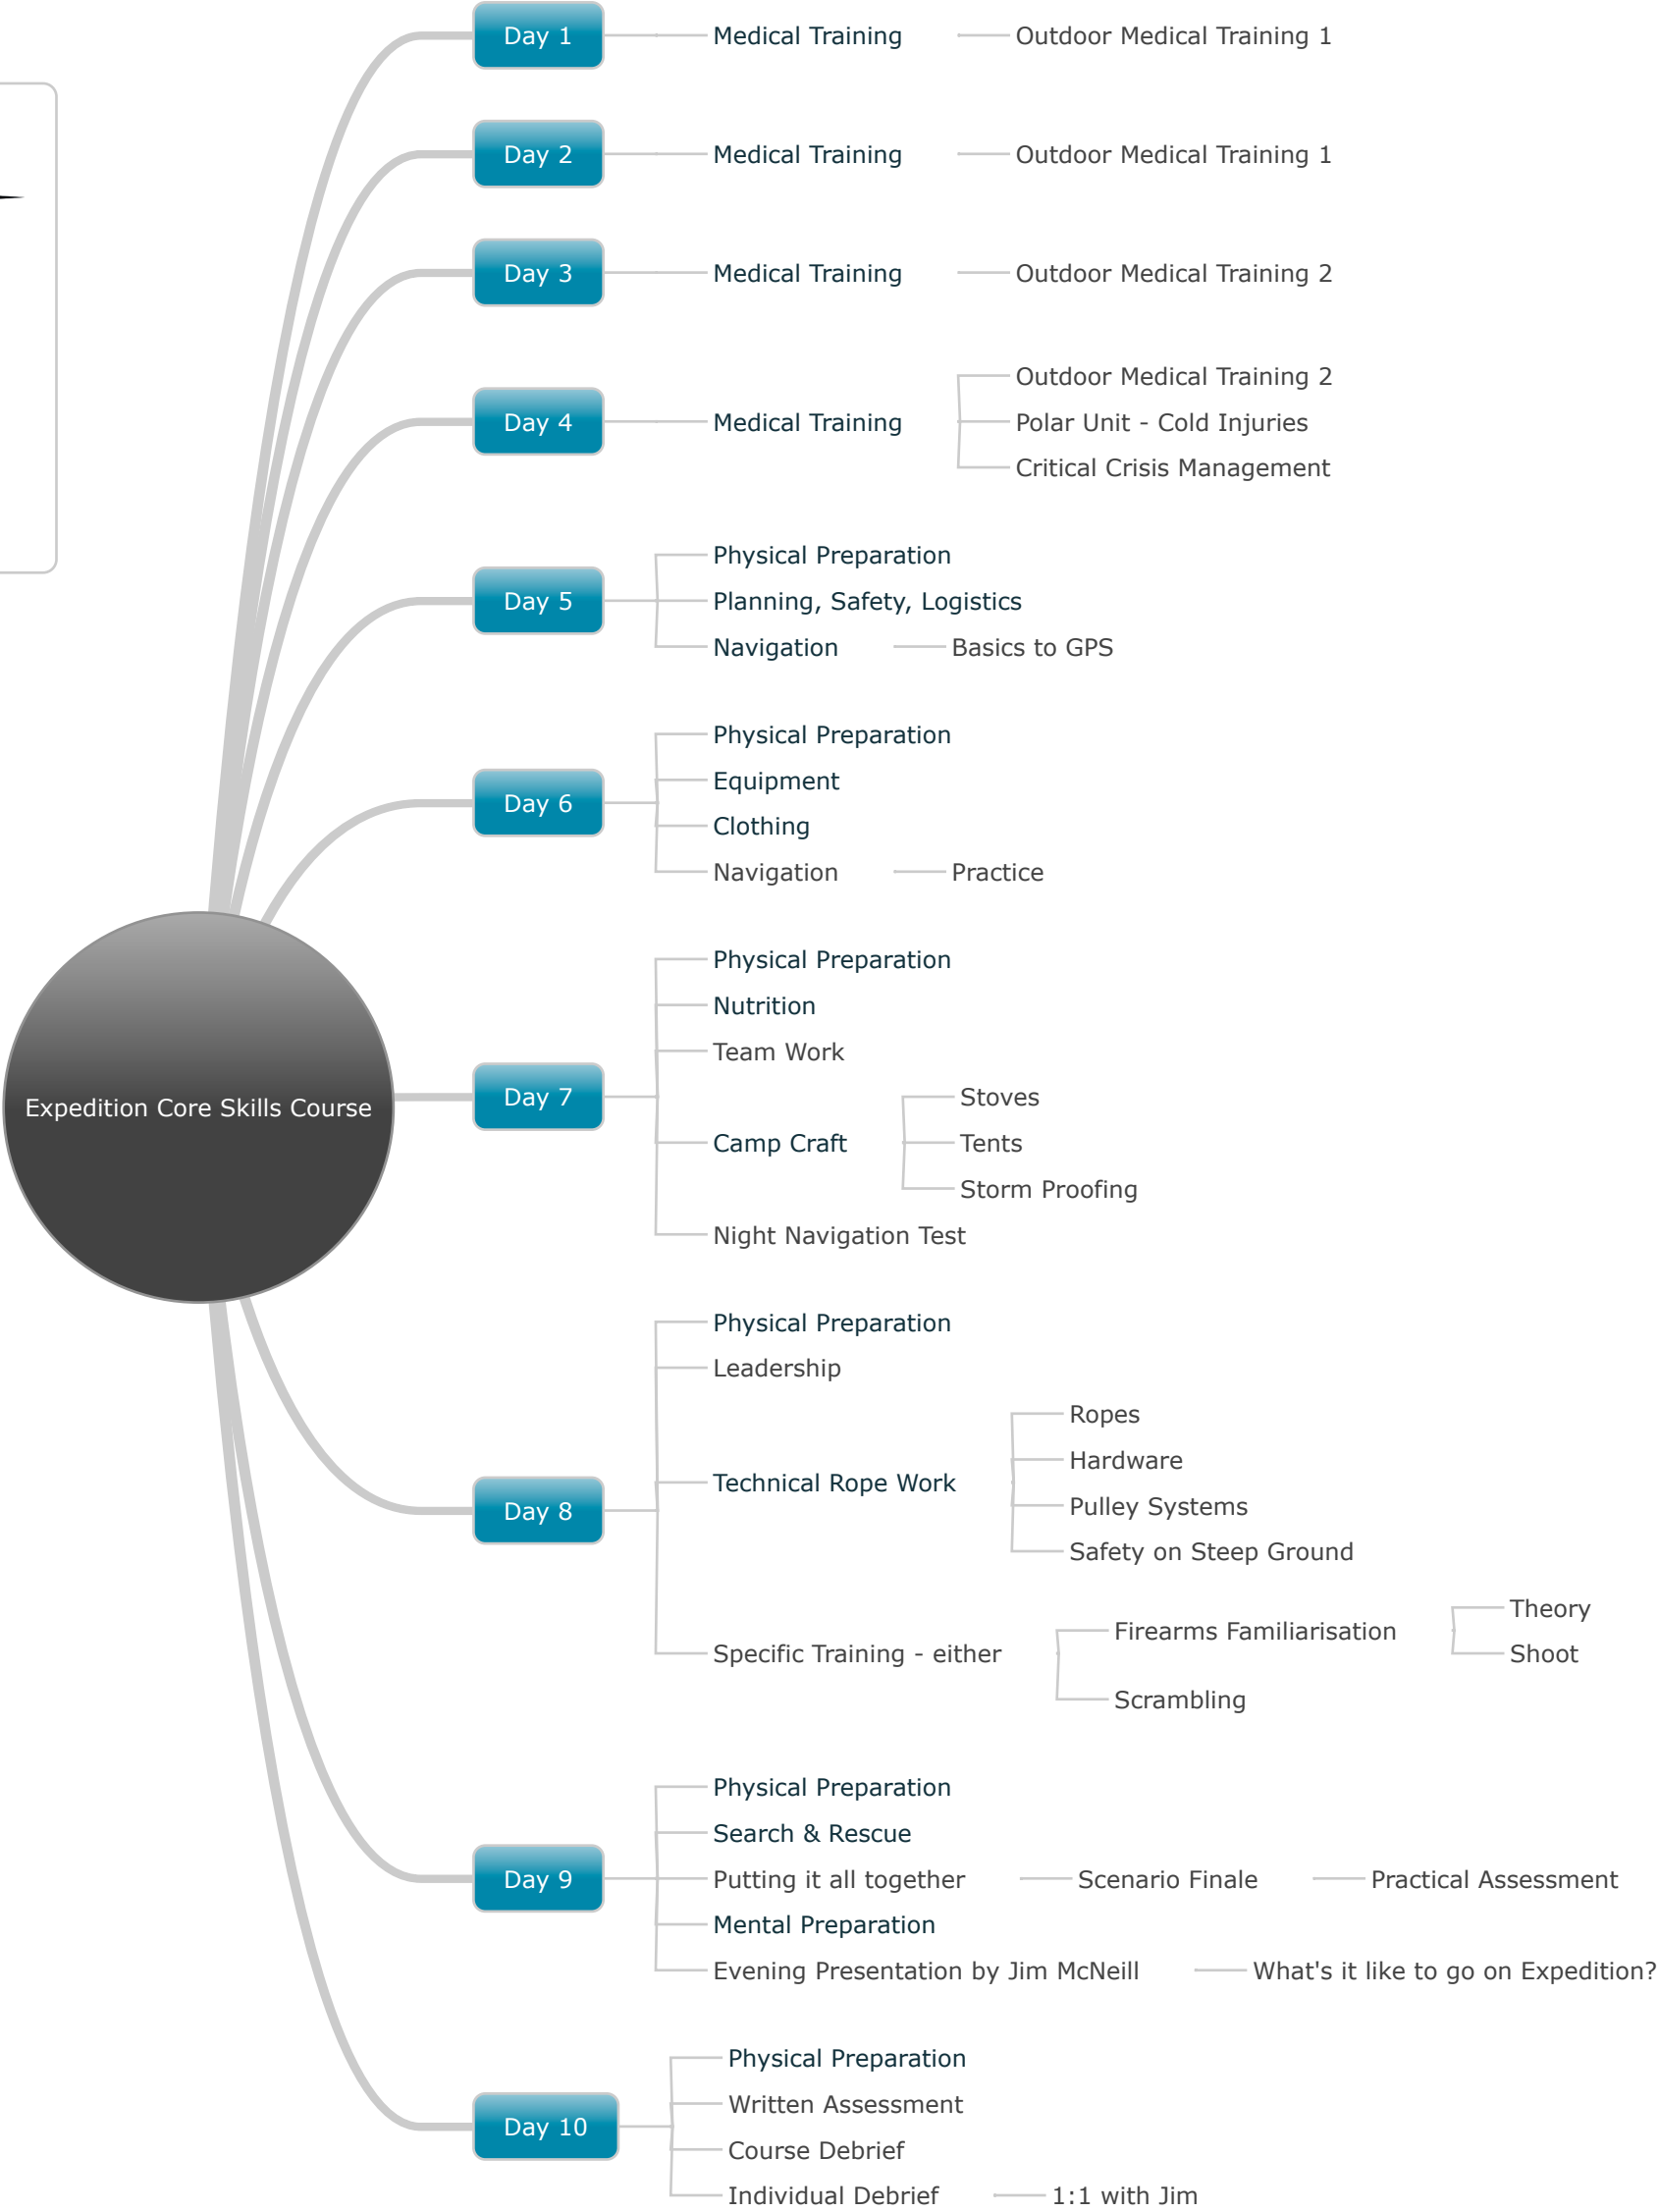 Expedition Core Skills Course
Day 1
Medical Training
Outdoor Medical Training 1
Day 2
Medical Training
Outdoor Medical Training 1
Day 3
Medical Training
Outdoor Medical Training 2
Day 4
Medical Training
Outdoor Medical Training 2
Polar Unit - Cold Injuries
Critical Crisis Management
Day 5
Physical Preparation
Planning, Safety, Logistics
Navigation
Basics to GPS
Day 6
Physical Preparation
Equipment
Clothing
Navigation
Practice
Day 7
Physical Preparation
Nutrition
Team Work
Camp Craft
Stoves
Tents
Storm Proofing
Night Navigation Test
Day 8
Physical Preparation
Leadership
Technical Rope Work
Ropes
Hardware
Pulley Systems
Safety on Steep Ground
Specific Training - either
Firearms Familiarisation
Theory
Shoot
Scrambling
Day 9
Physical Preparation
Search & Rescue
Putting it all together
Scenario Finale
Practical Assessment
Mental Preparation
Evening Presentation by Jim McNeill
What's it like to go on Expedition?
Day 10
Physical Preparation
Written Assessment
Course Debrief
Individual Debrief
1:1 with Jim